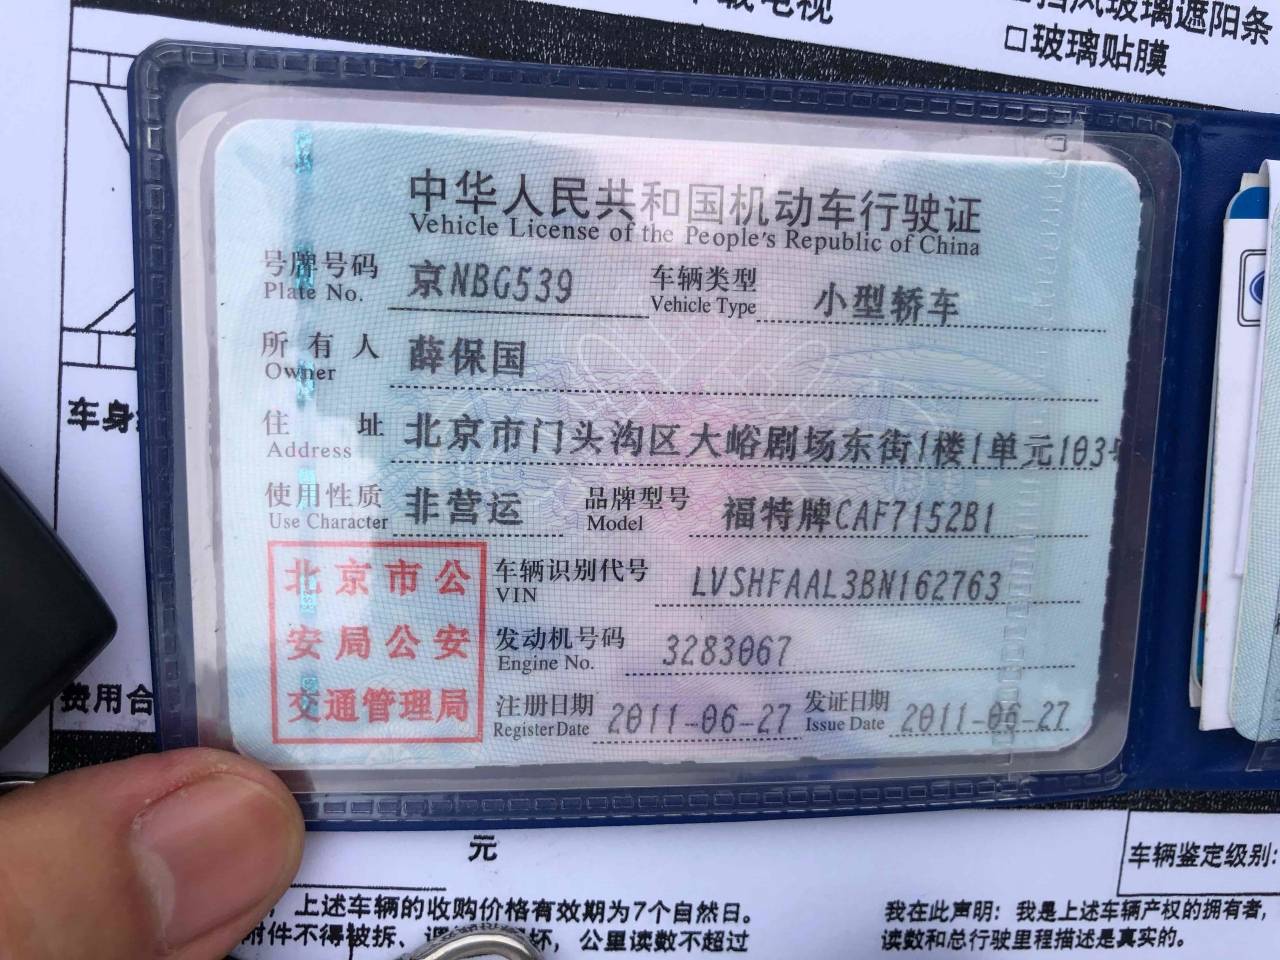 载电视
挡风玻璃遮阳条
□玻璃贴膜
中华人民共和国机动车行驶证
Vehicle License of the People's Republic of China
号牌号码 京NBG539 车辆类型 小型轿车
Plate No. Vehicle Type
所有人 薛保国
Owner
住址 北京市门头沟区大峪剧场东街1楼1单元103号
Address
使用性质 非营运 品牌型号 福特牌CAF7152B1
Use Character Model
北京市公
安局公安
交通管理局
车辆识别代号 LVSHFAAL3BN162763
VIN
发动机号码 3283067
Engine No.
注册日期 2011-06-27 发证日期 2011-06-27
Register Date Issue Date
车身
费用合
元
车辆鉴定级别:
，上述车辆的收购价格有效期为7个自然日。
附件不得被拆、坏，公里读数不超过
我在此声明：我是上述车辆产权的拥有者，
读数和总行驶里程描述是真实的。